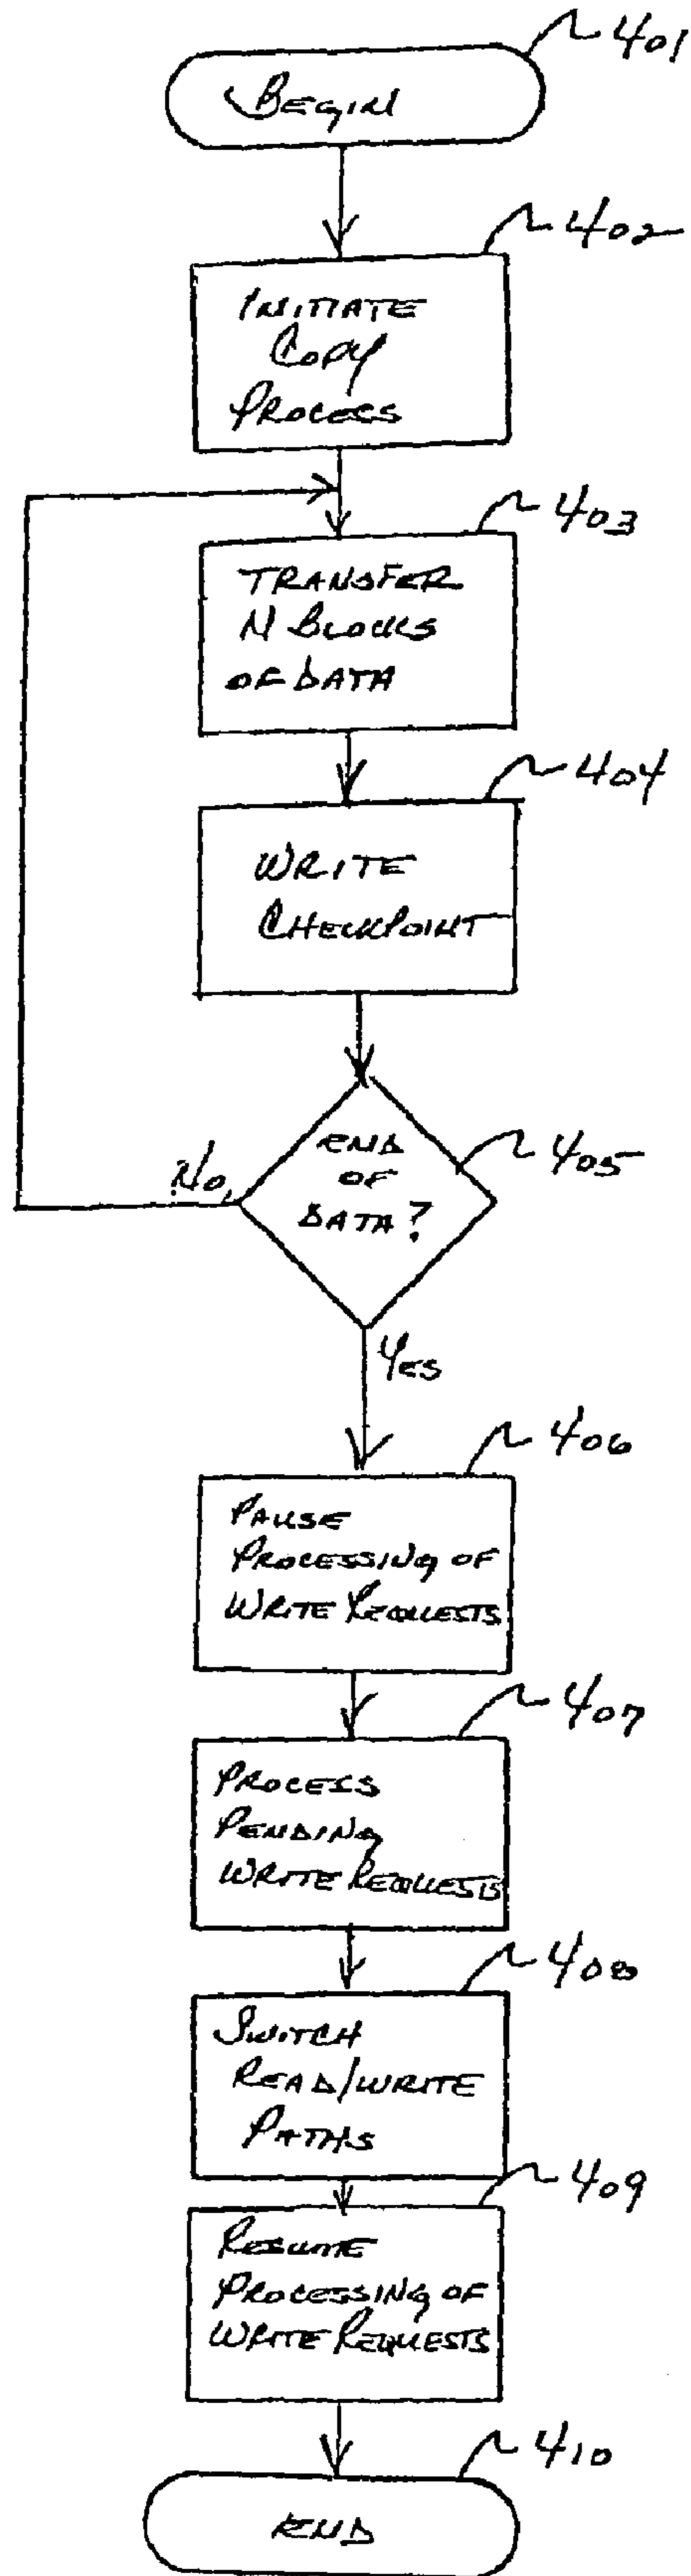 401
BEGIN
402
INITIATE
COPY
PROCESS
403
TRANSFER
N BLOCKS
OF DATA
404
WRITE
CHECKPOINT
END
OF
DATA?
405
No
Yes
406
PAUSE
PROCESSING OF
WRITE REQUESTS
407
PROCESS
PENDING
WRITE REQUESTS
408
SWITCH
READ/WRITE
PATHS
409
RESUME
PROCESSING OF
WRITE REQUESTS
410
END